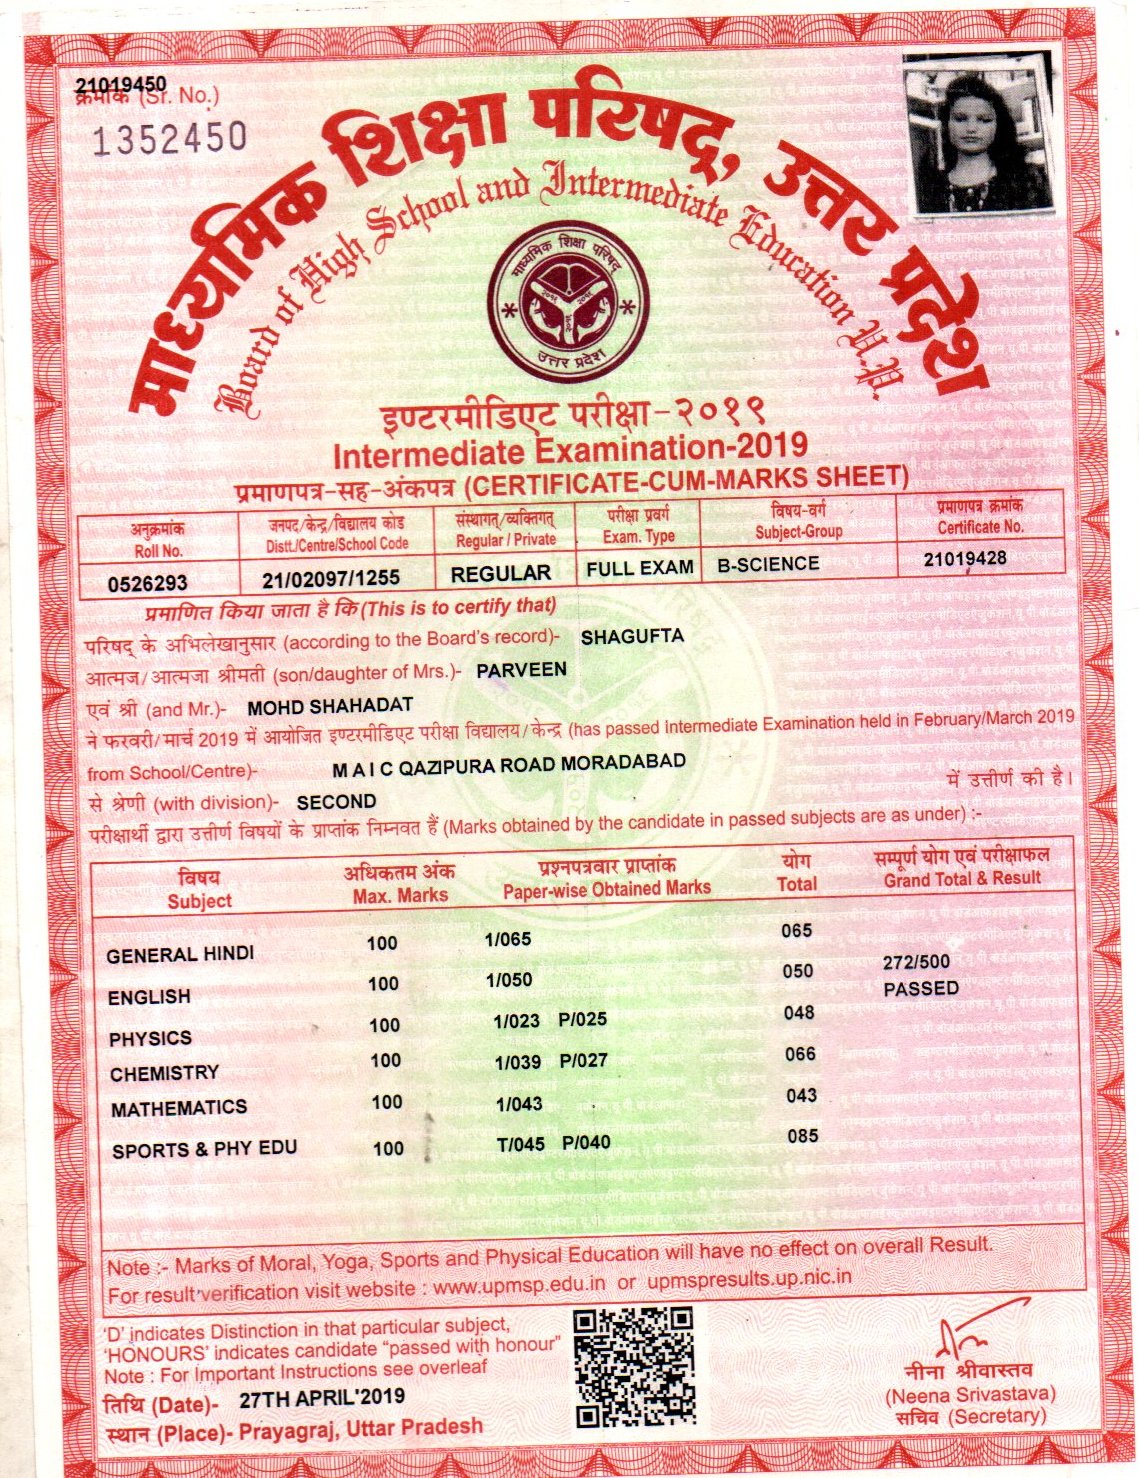 21019450
क्रमांक (Sr. No.)
1352450
माध्यमिक शिक्षा परिषद्, उत्तर प्रदेश
Board of High School and Intermediate Education U.P.
माध्यमिक शिक्षा परिषद्
उत्तर प्रदेश
इण्टरमीडिएट परीक्षा-२०१९
Intermediate Examination-2019
प्रमाणपत्र-सह-अंकपत्र (CERTIFICATE-CUM-MARKS SHEET)
अनुक्रमांक जनपद/केन्द्र/विद्यालय कोड संस्थागत्/व्यक्तिगत् परीक्षा प्रवर्ग विषय-वर्ग प्रमाणपत्र क्रमांक
Roll No. Distt./Centre/School Code Regular / Private Exam. Type Subject-Group Certificate No.
0526293 21/02097/1255 REGULAR FULL EXAM B-SCIENCE 21019428
प्रमाणित किया जाता है कि (This is to certify that)
परिषद् के अभिलेखानुसार (according to the Board's record)- SHAGUFTA
आत्मज/आत्मजा श्रीमती (son/daughter of Mrs.)- PARVEEN
एवं श्री (and Mr.)- MOHD SHAHADAT
ने फरवरी/मार्च 2019 में आयोजित इण्टरमीडिएट परीक्षा विद्यालय/केन्द्र (has passed Intermediate Examination held in February/March 2019
from School/Centre)- M A I C QAZIPURA ROAD MORADABAD
में उत्तीर्ण की है।
से श्रेणी (with division)- SECOND
परीक्षार्थी द्वारा उत्तीर्ण विषयों के प्राप्तांक निम्नवत हैं (Marks obtained by the candidate in passed subjects are as under) :-
विषय अधिकतम अंक प्रश्नपत्रवार प्राप्तांक योग सम्पूर्ण योग एवं परीक्षाफल
Subject Max. Marks Paper-wise Obtained Marks Total Grand Total & Result
GENERAL HINDI 100 1/065 065
ENGLISH 100 1/050 050 272/500
PASSED
PHYSICS 100 1/023 P/025 048
CHEMISTRY 100 1/039 P/027 066
MATHEMATICS 100 1/043 043
SPORTS & PHY EDU 100 T/045 P/040 085
Note :- Marks of Moral, Yoga, Sports and Physical Education will have no effect on overall Result.
For result verification visit website : www.upmsp.edu.in or upmspresults.up.nic.in
'D' indicates Distinction in that particular subject,
'HONOURS' indicates candidate "passed with honour"
Note : For Important Instructions see overleaf
तिथि (Date)- 27TH APRIL'2019
स्थान (Place)- Prayagraj, Uttar Pradesh
नीना श्रीवास्तव
(Neena Srivastava)
सचिव (Secretary)